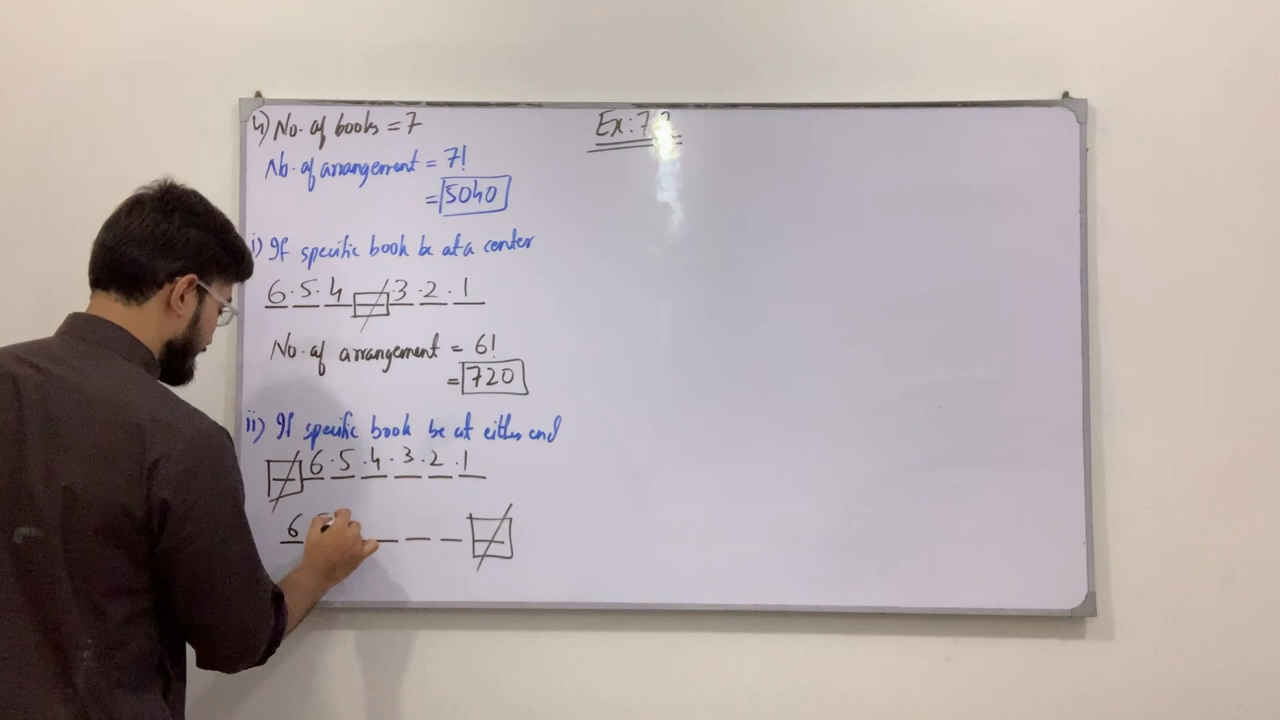 4) No. of books = 7
Ex: 7.
No. of arrangement = 7!
= 5040
i) If specific book be at a center
6 · 5 · 4 3 · 2 · 1
No. of arrangement = 6!
= 720
ii) If specific book be at either end
6 · 5 · 4 · 3 · 2 · 1
6